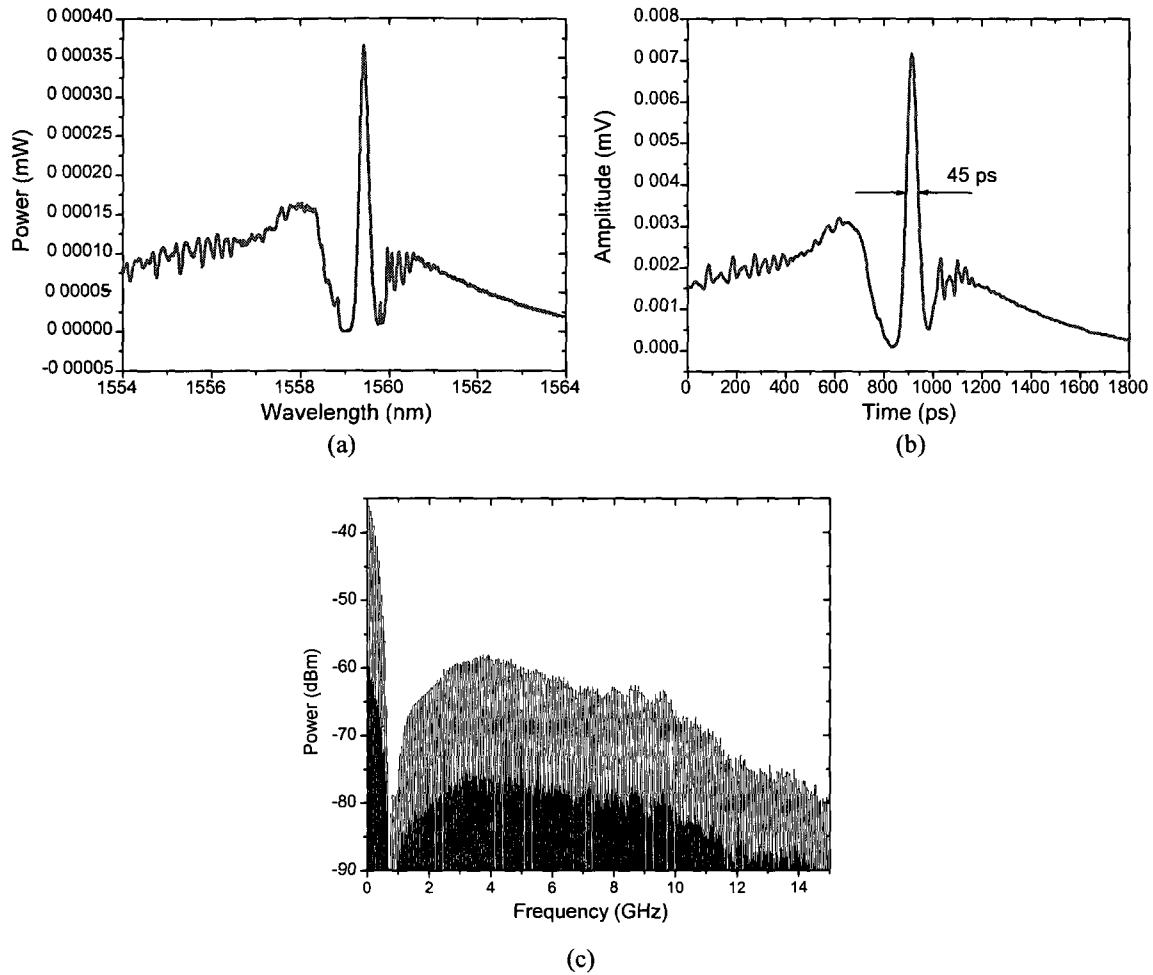 (a)
0 00040
0 00035
0 00030
0 00025
0 00020
0 00015
0 00010
0 00005
0 00000
-0 00005
Power (mW)
1554 1556 1558 1560 1562 1564
Wavelength (nm)
(a)
0.008
0.007
0.006
0.005
0.004
0.003
0.002
0.001
0.000
Amplitude (mV)
45 ps
0 200 400 600 800 1000 1200 1400 1600 1800
Time (ps)
(b)
-40
-50
-60
-70
-80
-90
Power (dBm)
0 2 4 6 8 10 12 14
Frequency (GHz)
(c)